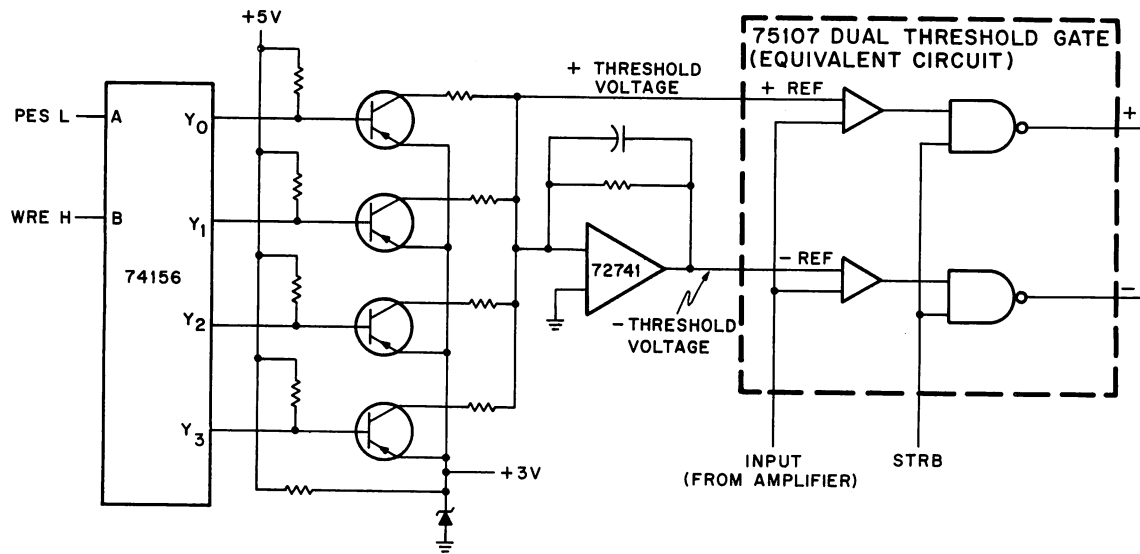 +5V
75107 DUAL THRESHOLD GATE
(EQUIVALENT CIRCUIT)
+ THRESHOLD
VOLTAGE
+ REF
PES L
A
Y0
+
WRE H
B
Y1
74156
72741
- REF
Y2
-THRESHOLD
VOLTAGE
-
Y3
+3V
INPUT
(FROM AMPLIFIER)
STRB